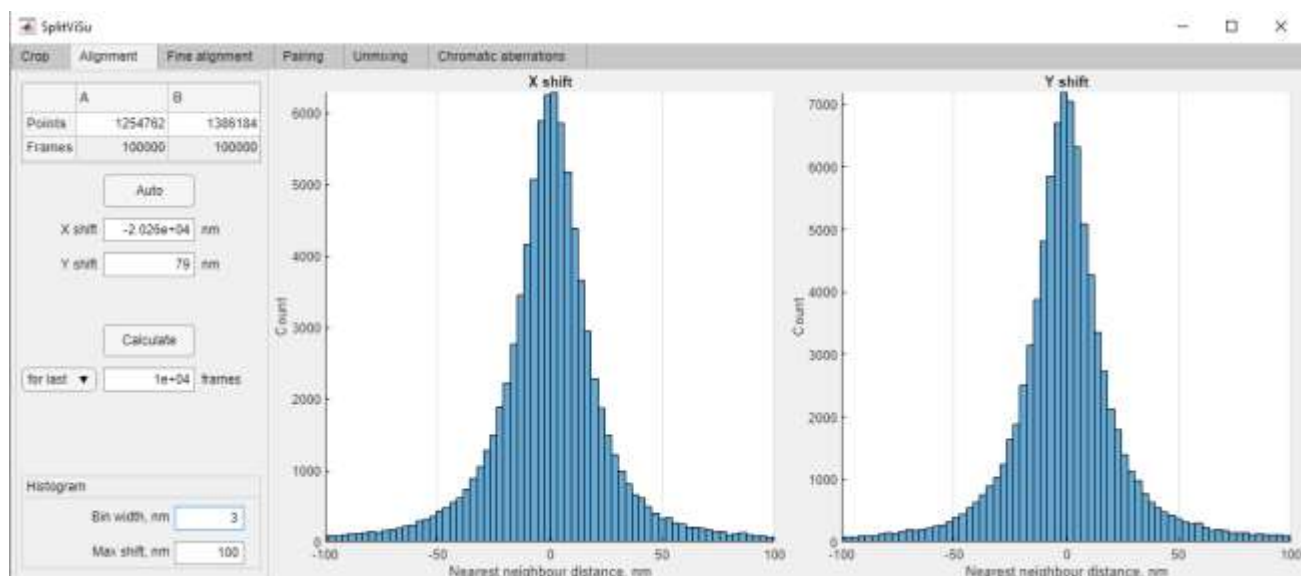 SplitViSu
Crop Alignment Fine alignment Pairing Unmixing Chromatic aberrations
A B
Points 1254762 1386184
Frames 100000 100000
Auto
X shift -2.026e+04 nm
Y shift 79 nm
Calculate
for last 1e+04 frames
Histogram
Bin width, nm 3
Max shift, nm 100
X shift
Count
6000
5000
4000
3000
2000
1000
0
-100 -50 0 50 100
Nearest neighbour distance, nm
Y shift
Count
7000
6000
5000
4000
3000
2000
1000
0
-100 -50 0 50 100
Nearest neighbour distance, nm